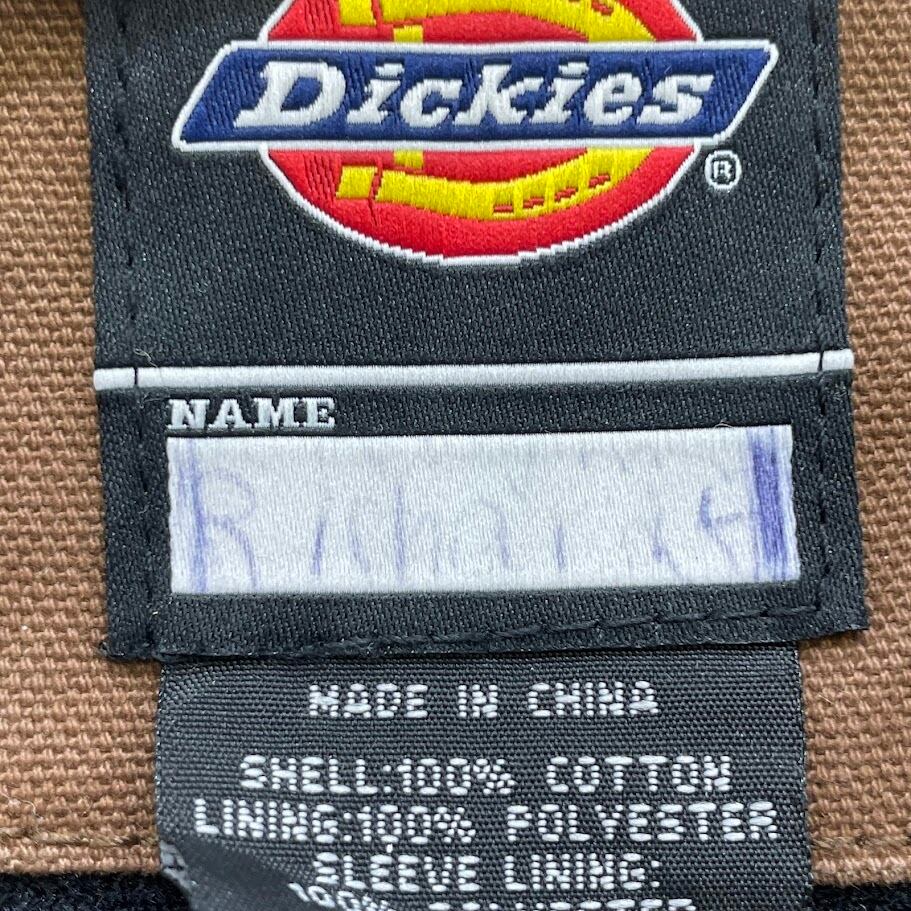 Dickies
®
NAME
MADE IN CHINA
SHELL:100% COTTON
LINING:100% POLYESTER
SLEEVE LINING: